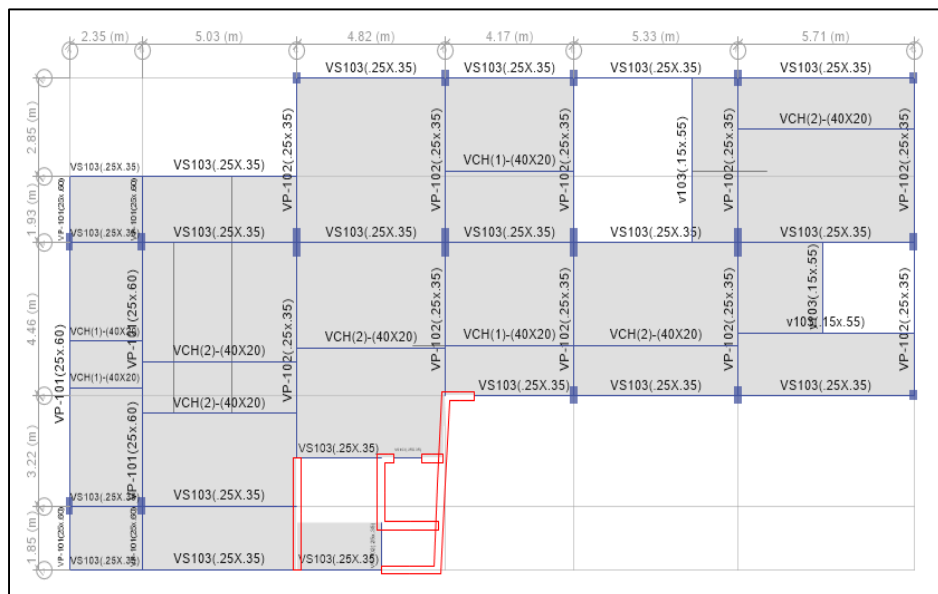 2.35 (m) 5.03 (m) 4.82 (m) 4.17 (m) 5.33 (m) 5.71 (m)
VS103(.25X.35) VS103(.25X.35) VS103(.25X.35) VS103(.25X.35)
2.85 (m)
VCH(2)-(40X20)
VP-102(.25x.35) VP-102(.25x.35) VP-102(.25x.35) v103(.15x.55) VP-102(.25x.35) VP-102(.25x.35)
VCH(1)-(40X20)
VS103(.25X.35) VS103(.25X.35)
1.93 (m)
VP-101(25x.60) VP-101(25x.60)
VS103(.25X.35) VS103(.25X.35) VS103(.25X.35) VS103(.25X.35) VS103(.25X.35) VS103(.25X.35)
4.46 (m)
VP-101(25x.60) VP-101(25x.60) VP-102(.25x.35) VP-102(.25x.35) VP-102(.25x.35) VP-102(.25x.35) VP-102(.25x.35)
v103(.15x.55)
VCH(1)-(40X20) VCH(2)-(40X20) VCH(1)-(40X20) VCH(2)-(40X20)
VCH(2)-(40X20)
VCH(1)-(40X20)
VS103(.25X.35) VS103(.25X.35) VS103(.25X.35)
VCH(2)-(40X20)
3.22 (m)
VP-101(25x.60)
VS103(.25X.35)
VS103(.25X.35) VS103(.25X.35)
1.85 (m)
VP-101(25x.60) VP-101(25x.60)
VS103(.25X.35) VS103(.25X.35) VS103(.25X.35)